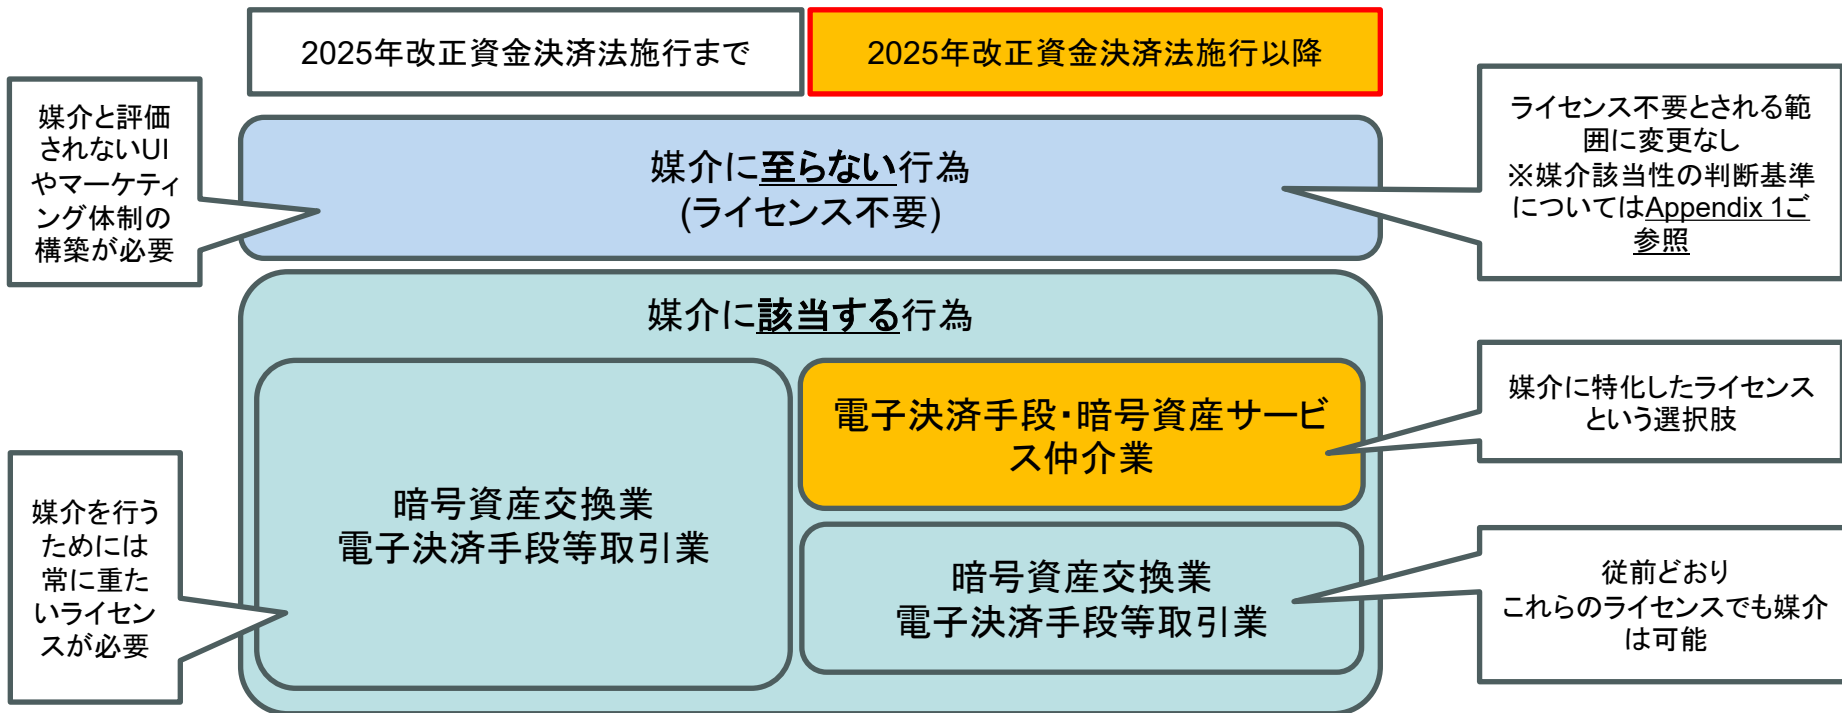 2025年改正資金決済法施行まで
2025年改正資金決済法施行以降
媒介と評価
されないUI
やマーケティ
ング体制の
構築が必要
媒介に至らない行為
(ライセンス不要)
ライセンス不要とされる範
囲に変更なし
※媒介該当性の判断基準
についてはAppendix 1ご
参照
媒介に該当する行為
媒介を行う
ためには
常に重た
いライセン
スが必要
暗号資産交換業
電子決済手段等取引業
電子決済手段・暗号資産サービ
ス仲介業
媒介に特化したライセンス
という選択肢
暗号資産交換業
電子決済手段等取引業
従前どおり
これらのライセンスでも媒介
は可能